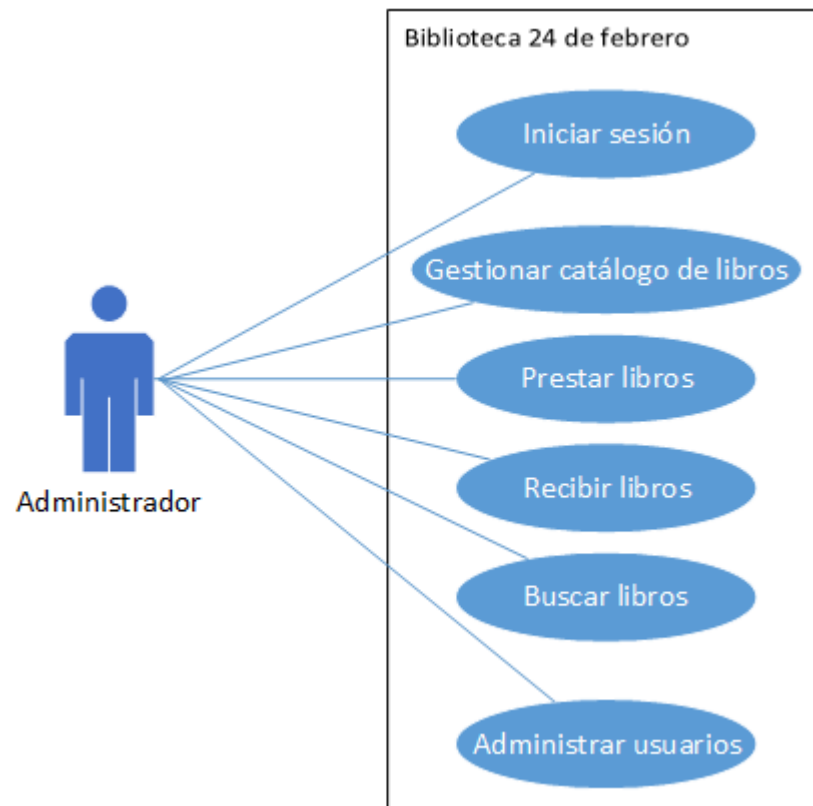 Biblioteca 24 de febrero
Iniciar sesión
Gestionar catálogo de libros
Prestar libros
Recibir libros
Administrador
Buscar libros
Administrar usuarios